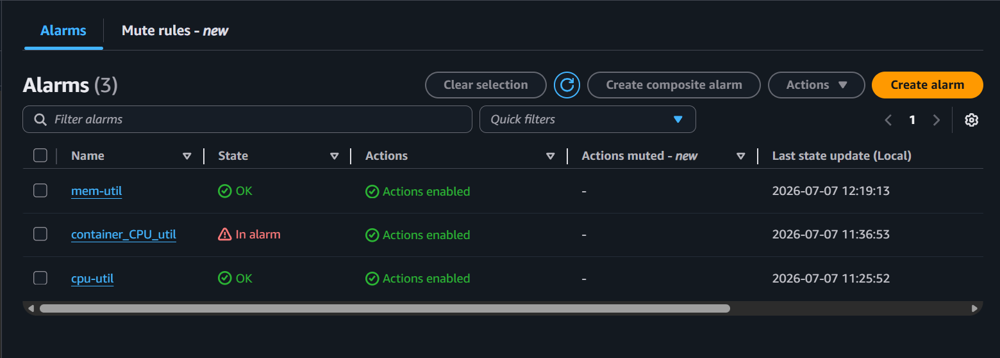 Alarms Mute rules - new
Alarms (3) Clear selection Create composite alarm Actions Create alarm
Filter alarms Quick filters 1
Name State Actions Actions muted - new Last state update (Local)
mem-util OK Actions enabled - 2026-07-07 12:19:13
container_CPU_util In alarm Actions enabled - 2026-07-07 11:36:53
cpu-util OK Actions enabled - 2026-07-07 11:25:52